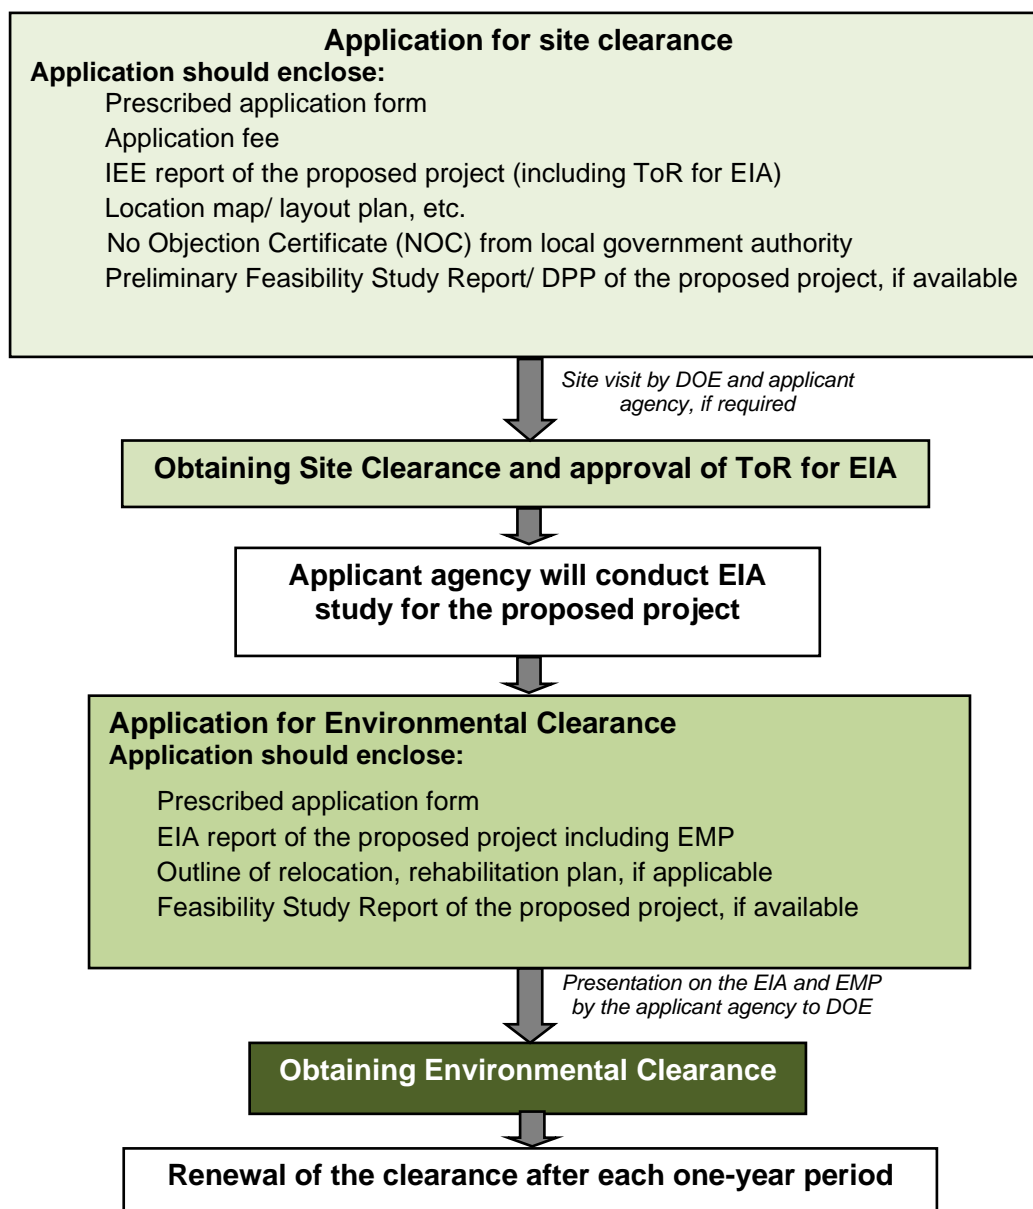 Application for site clearance
Application should enclose:
Prescribed application form
Application fee
IEE report of the proposed project (including ToR for EIA)
Location map/ layout plan, etc.
No Objection Certificate (NOC) from local government authority
Preliminary Feasibility Study Report/ DPP of the proposed project, if available
Site visit by DOE and applicant
agency, if required
Obtaining Site Clearance and approval of ToR for EIA
Applicant agency will conduct EIA
study for the proposed project
Application for Environmental Clearance
Application should enclose:
Prescribed application form
EIA report of the proposed project including EMP
Outline of relocation, rehabilitation plan, if applicable
Feasibility Study Report of the proposed project, if available
Presentation on the EIA and EMP
by the applicant agency to DOE
Obtaining Environmental Clearance
Renewal of the clearance after each one-year period